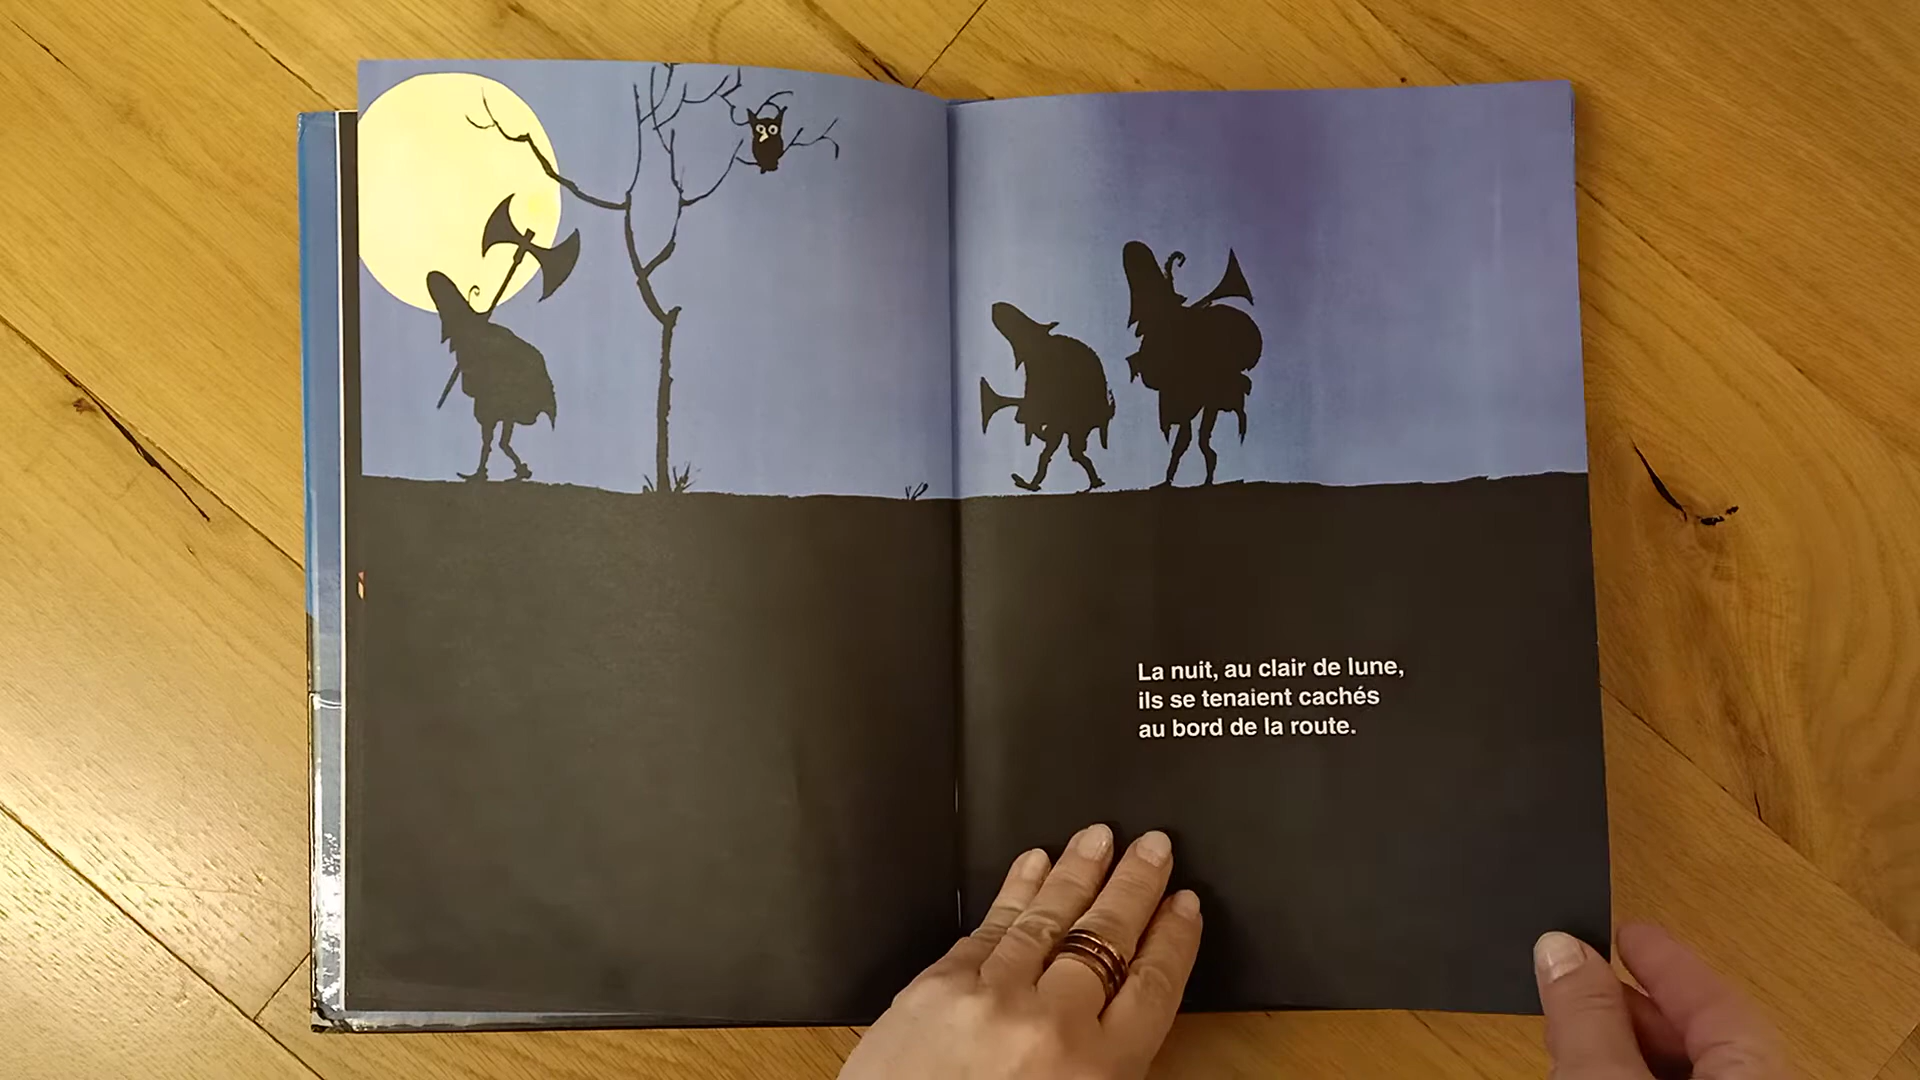 La nuit, au clair de lune,
ils se tenaient cachés
au bord de la route.